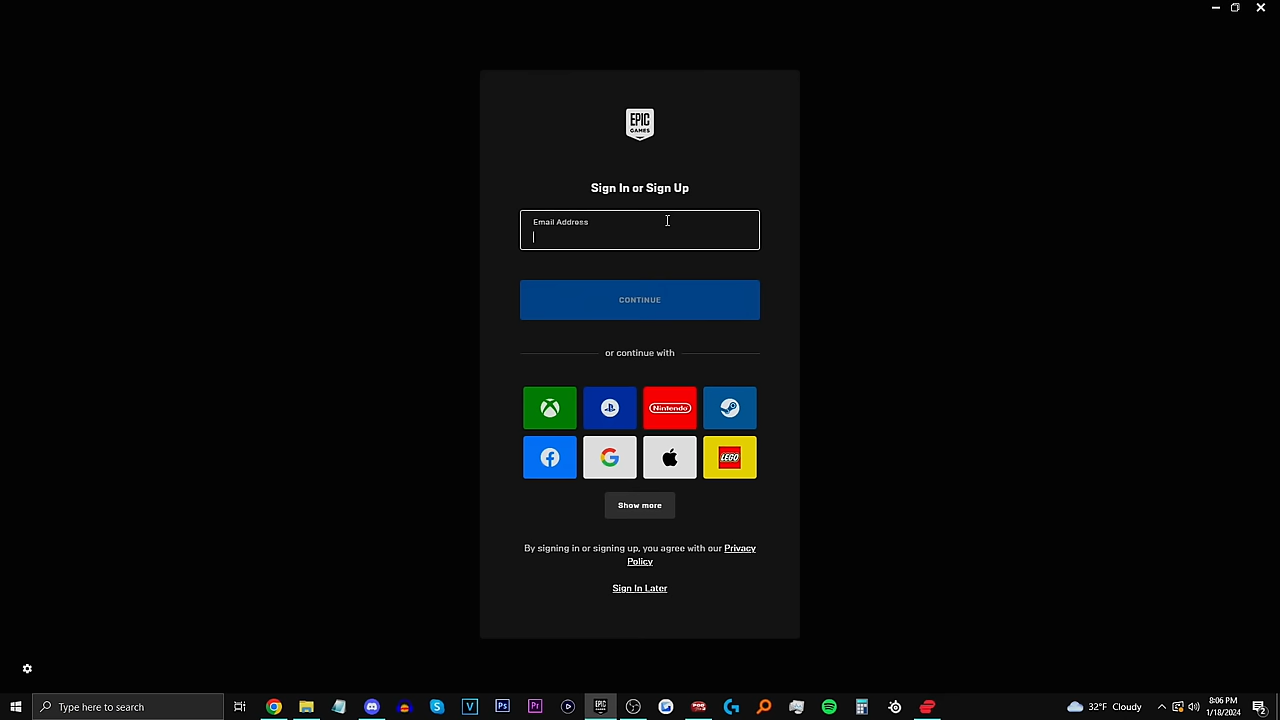 EPIC
GAMES
Sign In or Sign Up
Email Address
CONTINUE
or continue with
Nintendo
LEGO
Show more
By signing in or signing up, you agree with our Privacy
Policy
Sign In Later
Type here to search
32°F Cloudy
8:06 PM
1/18/2024